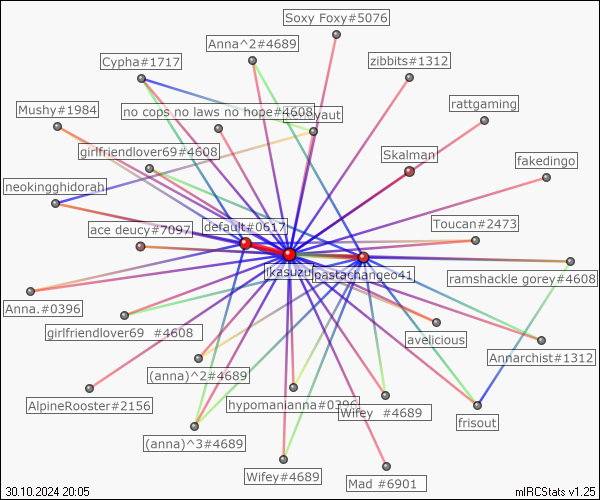 Soxy Foxy#5076
Anna^2#4689
Cypha#1717
zibbits#1312
rattgaming
Mushy#1984
no cops no laws no hope#4608
girlfriendlover69#4608
Skalman
fakedingo
neokingghidorah
default#0617
Toucan#2473
ace deucy#7097
ikasuzu
pastachangeo41
ramshackle gorey#4608
Anna.#0396
girlfriendlover69 #4608
avelicious
Annarchist#1312
(anna)^2#4689
AlpineRooster#2156
hypomanianna#0396
Wifey #4689
frisout
(anna)^3#4689
Wifey#4689
Mad #6901
30.10.2024 20:05
mIRCStats v1.25